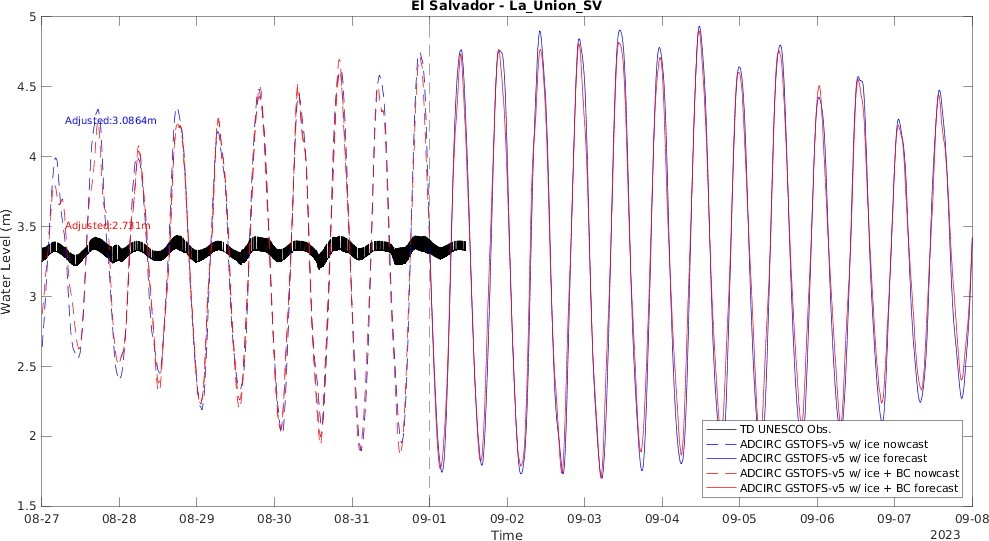 El Salvador - La_Union_SV
5
4.5
4
3.5
3
2.5
2
1.5
Water Level (m)
Adjusted:3.0864m
Adjusted:2.731m
TD UNESCO Obs.
ADCIRC GSTOFS-v5 w/ ice nowcast
ADCIRC GSTOFS-v5 w/ ice forecast
ADCIRC GSTOFS-v5 w/ ice + BC nowcast
ADCIRC GSTOFS-v5 w/ ice + BC forecast
08-27 08-28 08-29 08-30 08-31 09-01 09-02 09-03 09-04 09-05 09-06 09-07 09-08
Time
2023